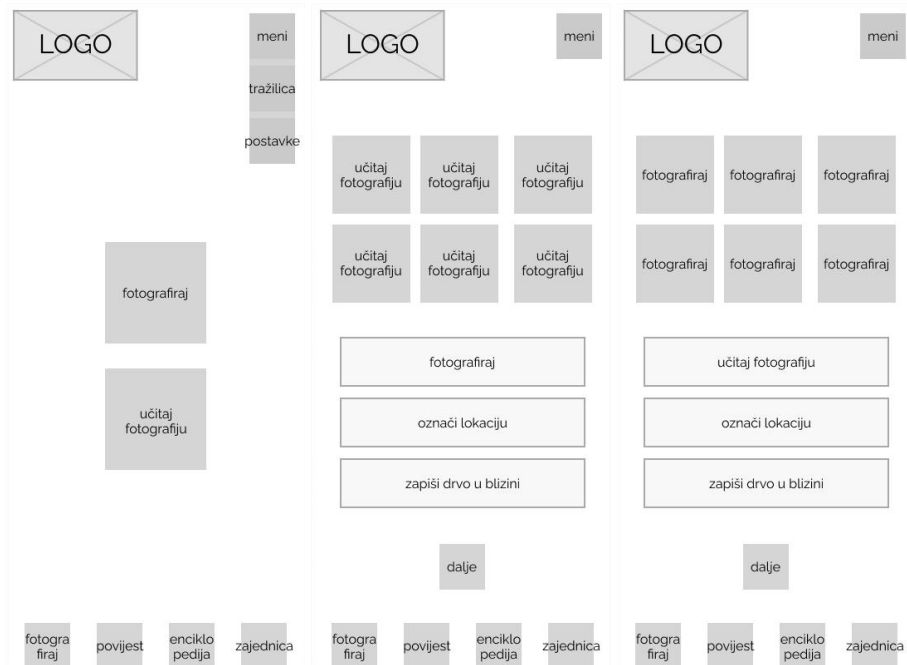 LOGO
meni
tražilica
postavke
fotografiraj
učitaj
fotografiju
fotogra
firaj
povijest
enciklo
pedija
zajednica
LOGO
meni
učitaj
fotografiju
učitaj
fotografiju
učitaj
fotografiju
učitaj
fotografiju
učitaj
fotografiju
učitaj
fotografiju
fotografiraj
označi lokaciju
zapiši drvo u blizini
dalje
fotogra
firaj
povijest
enciklo
pedija
zajednica
LOGO
meni
fotografiraj
fotografiraj
fotografiraj
fotografiraj
fotografiraj
fotografiraj
učitaj fotografiju
označi lokaciju
zapiši drvo u blizini
dalje
fotogra
firaj
povijest
enciklo
pedija
zajednica